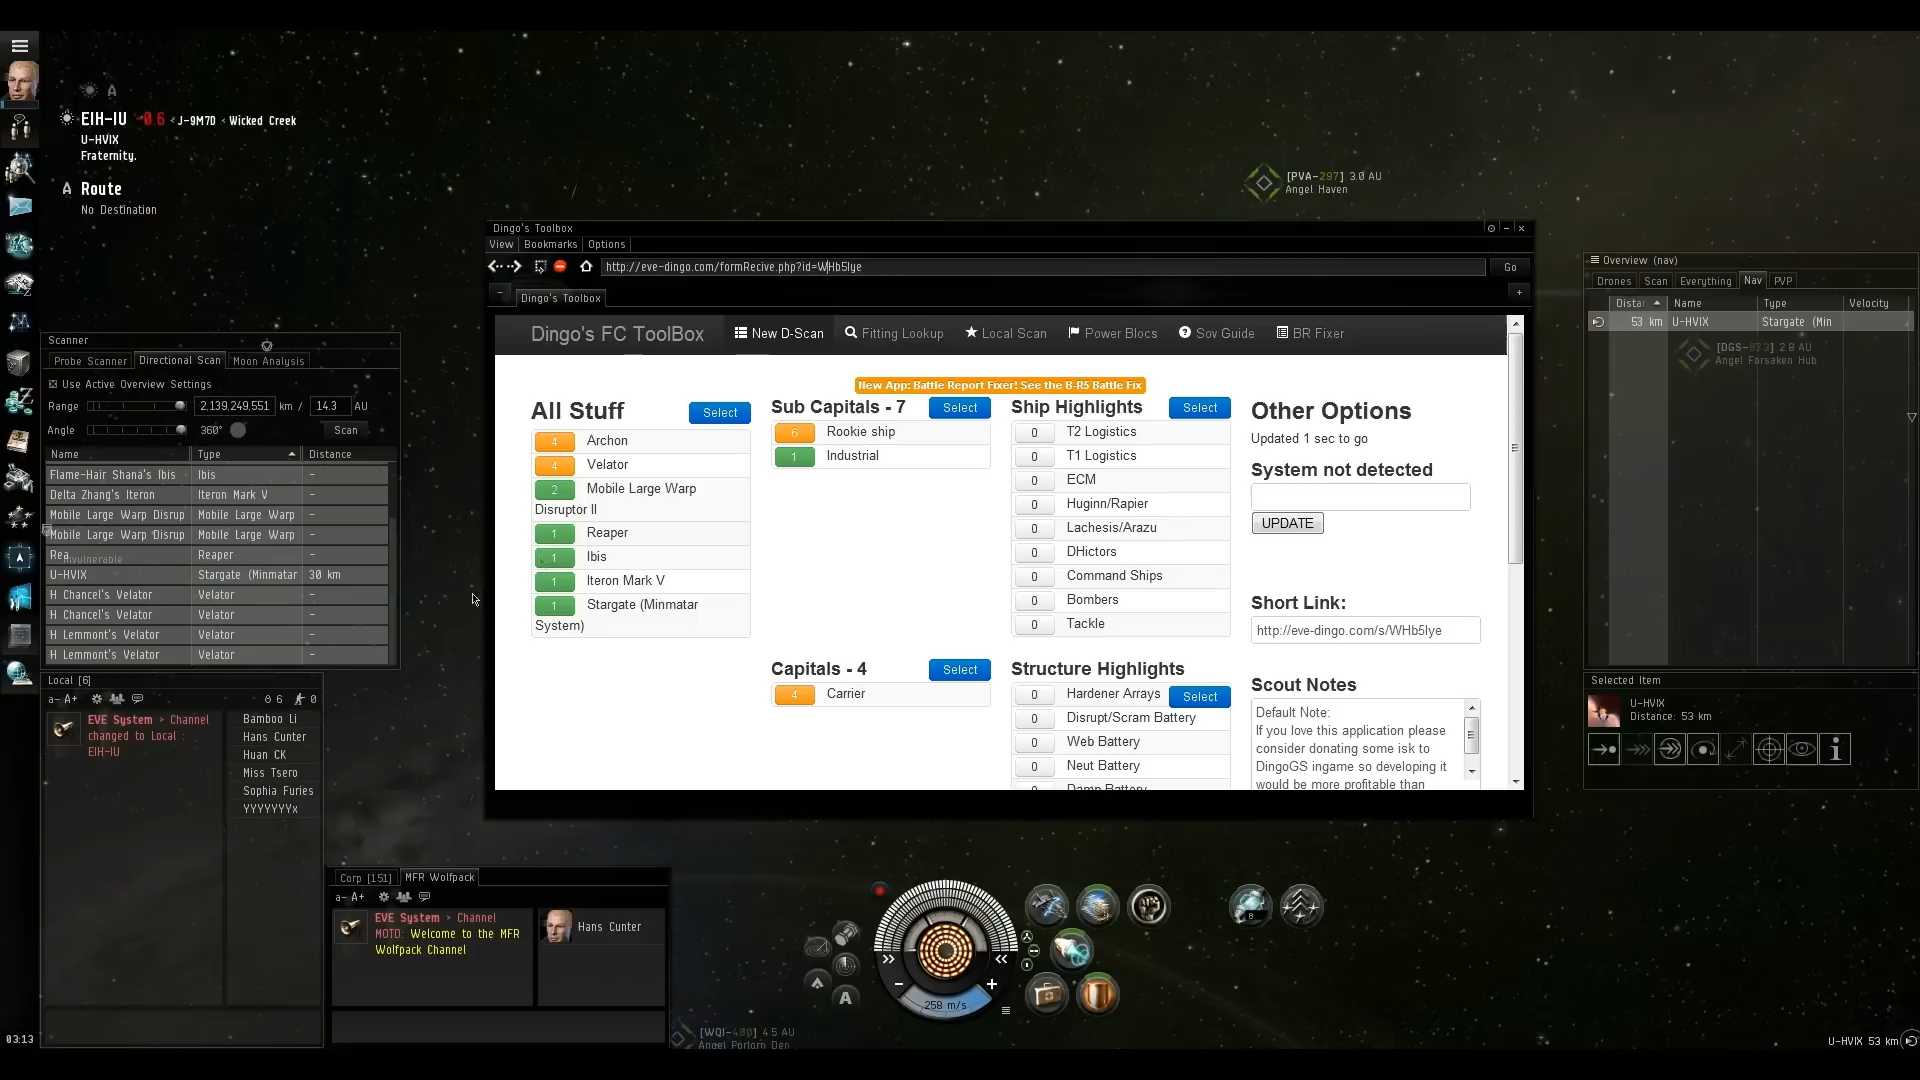 EIH-IU -0.6 < J-9M7D < Wicked Creek
U-HVIX
Fraternity.
A Route
No Destination
[PVA-297] 3.0 AU
Angel Haven
Scanner
Probe Scanner Directional Scan Moon Analysis
Use Active Overview Settings
Range 2,139,249,551 km / 14.3 AU
Angle 360° Scan
Name Type Distance
Flame-Hair Shana's Ibis Ibis -
Delta Zhang's Iteron Iteron Mark V -
Mobile Large Warp Disrup Mobile Large Warp -
Mobile Large Warp Disrup Mobile Large Warp -
Rea Reaper -
Invulnerable
U-HVIX Stargate (Minmatar 30 km
H Chancel's Velator Velator -
H Chancel's Velator Velator -
H Lemmont's Velator Velator -
H Lemmont's Velator Velator -
Local [6]
a- A+ 6 0
EVE System > Channel
changed to Local :
EIH-IU
Bamboo Li
Hans Cunter
Huan CK
Miss Tsero
Sophia Furies
YYYYYYYx
Corp [151] MFR Wolfpack
a- A+
EVE System > Channel
MOTD: Welcome to the MFR
Wolfpack Channel
Hans Cunter
03:13
Dingo's Toolbox
View Bookmarks Options
http://eve-dingo.com/formRecive.php?id=WHb5lye Go
Dingo's Toolbox
Dingo's FC ToolBox New D-Scan Fitting Lookup Local Scan Power Blocs Sov Guide BR Fixer
New App: Battle Report Fixer! See the B-R5 Battle Fix
All Stuff Select
4 Archon
4 Velator
2 Mobile Large Warp
Disruptor II
1 Reaper
1 Ibis
1 Iteron Mark V
1 Stargate (Minmatar
System)
Sub Capitals - 7 Select
6 Rookie ship
1 Industrial
Capitals - 4 Select
4 Carrier
Ship Highlights Select
0 T2 Logistics
0 T1 Logistics
0 ECM
0 Huginn/Rapier
0 Lachesis/Arazu
0 DHictors
0 Command Ships
0 Bombers
0 Tackle
Structure Highlights Select
0 Hardener Arrays
0 Disrupt/Scram Battery
0 Web Battery
0 Neut Battery
0 Damp Battery
Other Options
Updated 1 sec to go
System not detected
UPDATE
Short Link:
http://eve-dingo.com/s/WHb5lye
Scout Notes
Default Note:
If you love this application please
consider donating some isk to
DingoGS ingame so developing it
would be more profitable than
Overview (nav)
Drones Scan Everything Nav PVP
Distan Name Type Velocity
53 km U-HVIX Stargate (Min
[DGS-873] 2.8 AU
Angel Forsaken Hub
Selected Item
U-HVIX
Distance: 53 km
258 m/s
8
[WQI-480] 4.5 AU
Angel Forlorn Den
U-HVIX 53 km